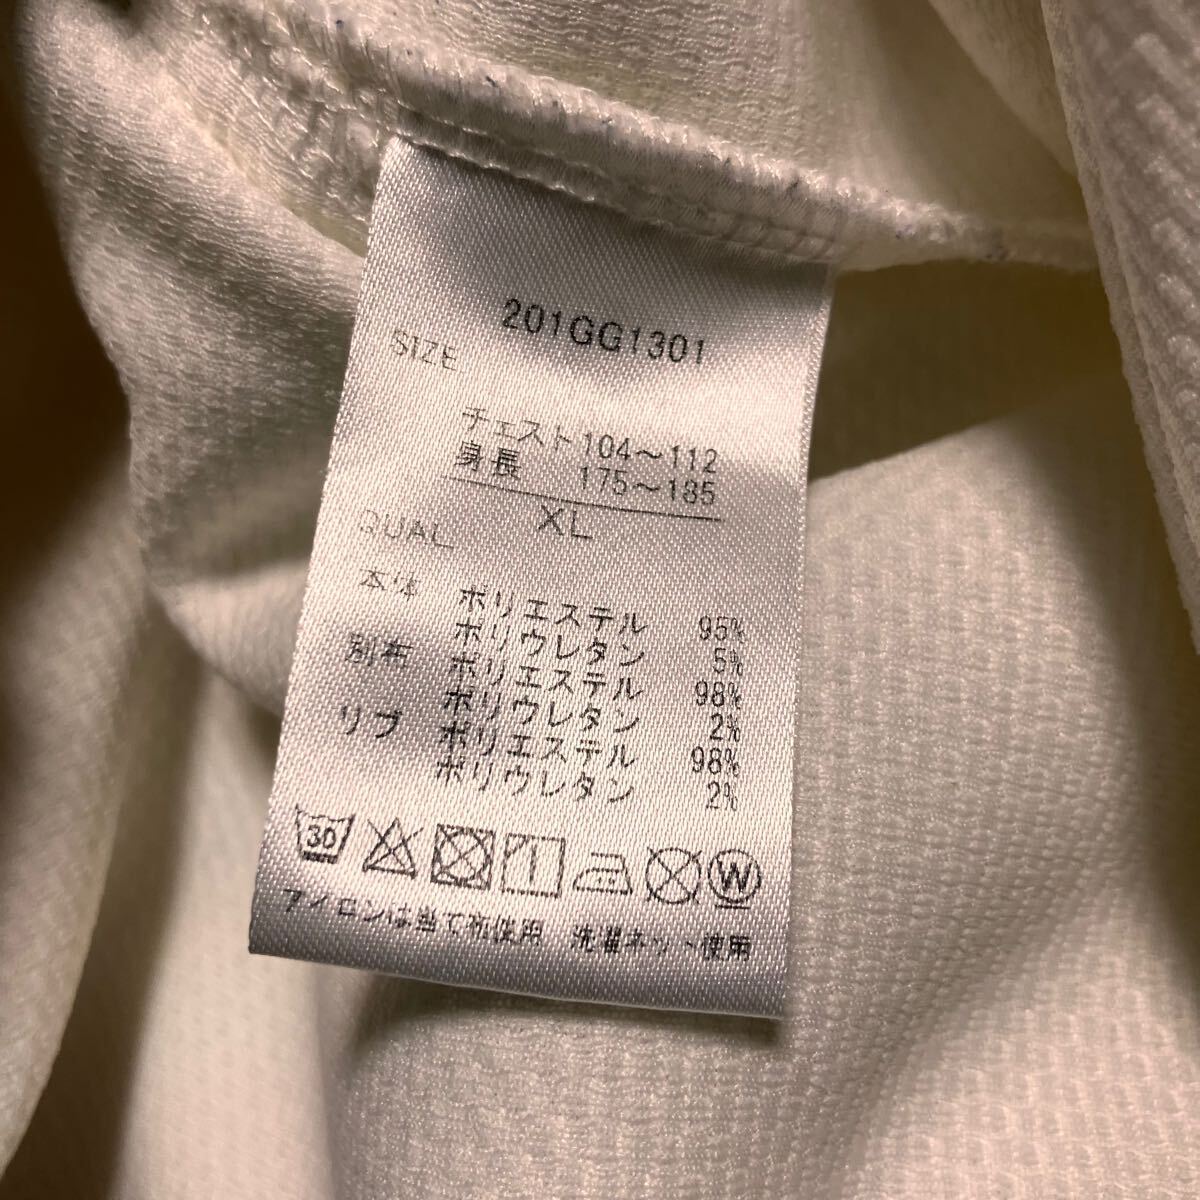 201GG1301
SIZE
チェスト 104～112
身長 175～185
XL
QUAL
本体 ポリエステル 95%
ポリウレタン 5%
別布 ポリエステル 98%
ポリウレタン 2%
リブ ポリエステル 98%
ポリウレタン 2%
30 W
アイロンは当て布使用 洗濯ネット使用